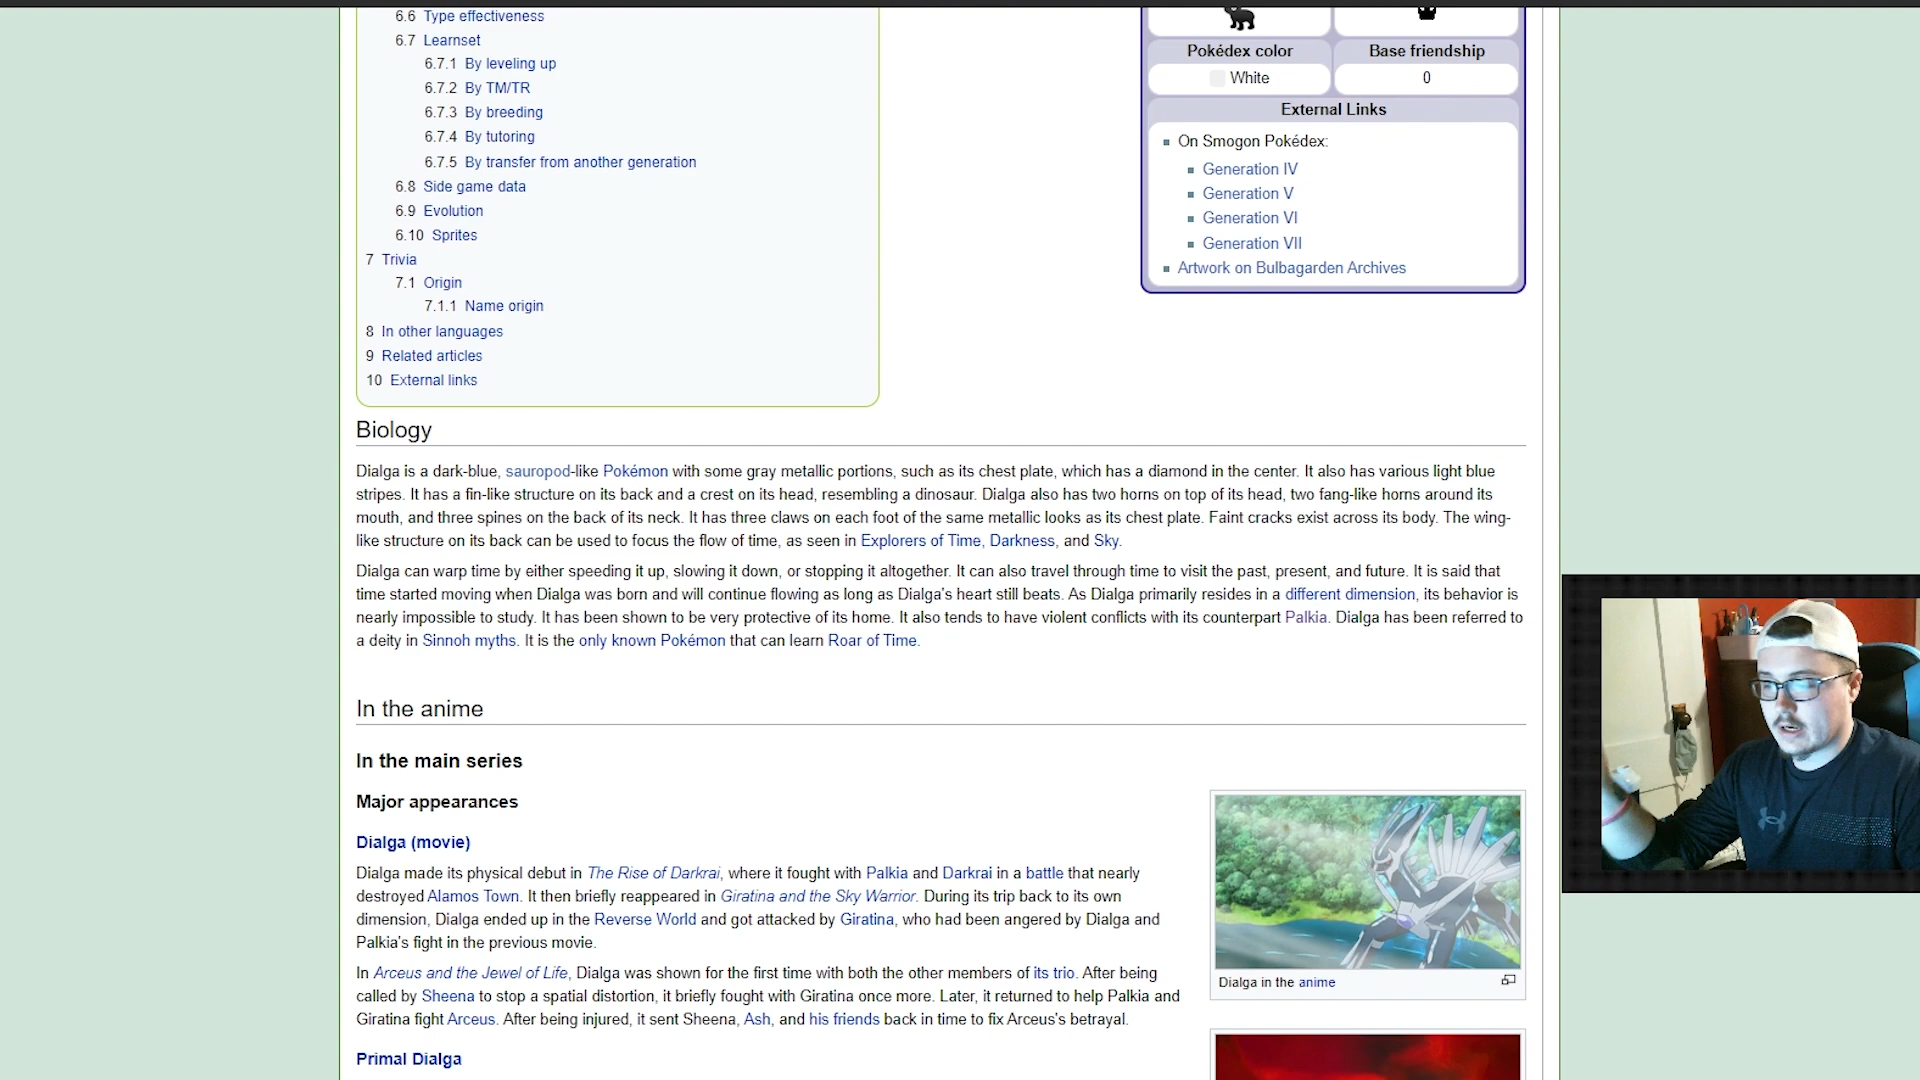 6.6 Type effectiveness
6.7 Learnset
6.7.1 By leveling up
6.7.2 By TM/TR
6.7.3 By breeding
6.7.4 By tutoring
6.7.5 By transfer from another generation
6.8 Side game data
6.9 Evolution
6.10 Sprites
7 Trivia
7.1 Origin
7.1.1 Name origin
8 In other languages
9 Related articles
10 External links
Pokédex color
Base friendship
White
0
External Links
On Smogon Pokédex:
Generation IV
Generation V
Generation VI
Generation VII
Artwork on Bulbagarden Archives
Biology
Dialga is a dark-blue, sauropod-like Pokémon with some gray metallic portions, such as its chest plate, which has a diamond in the center. It also has various light blue
stripes. It has a fin-like structure on its back and a crest on its head, resembling a dinosaur. Dialga also has two horns on top of its head, two fang-like horns around its
mouth, and three spines on the back of its neck. It has three claws on each foot of the same metallic looks as its chest plate. Faint cracks exist across its body. The wing-
like structure on its back can be used to focus the flow of time, as seen in Explorers of Time, Darkness, and Sky.
Dialga can warp time by either speeding it up, slowing it down, or stopping it altogether. It can also travel through time to visit the past, present, and future. It is said that
time started moving when Dialga was born and will continue flowing as long as Dialga's heart still beats. As Dialga primarily resides in a different dimension, its behavior is
nearly impossible to study. It has been shown to be very protective of its home. It also tends to have violent conflicts with its counterpart Palkia. Dialga has been referred to
a deity in Sinnoh myths. It is the only known Pokémon that can learn Roar of Time.
In the anime
In the main series
Major appearances
Dialga (movie)
Dialga made its physical debut in The Rise of Darkrai, where it fought with Palkia and Darkrai in a battle that nearly
destroyed Alamos Town. It then briefly reappeared in Giratina and the Sky Warrior. During its trip back to its own
dimension, Dialga ended up in the Reverse World and got attacked by Giratina, who had been angered by Dialga and
Palkia's fight in the previous movie.
In Arceus and the Jewel of Life, Dialga was shown for the first time with both the other members of its trio. After being
called by Sheena to stop a spatial distortion, it briefly fought with Giratina once more. Later, it returned to help Palkia and
Giratina fight Arceus. After being injured, it sent Sheena, Ash, and his friends back in time to fix Arceus's betrayal.
Primal Dialga
Dialga in the anime